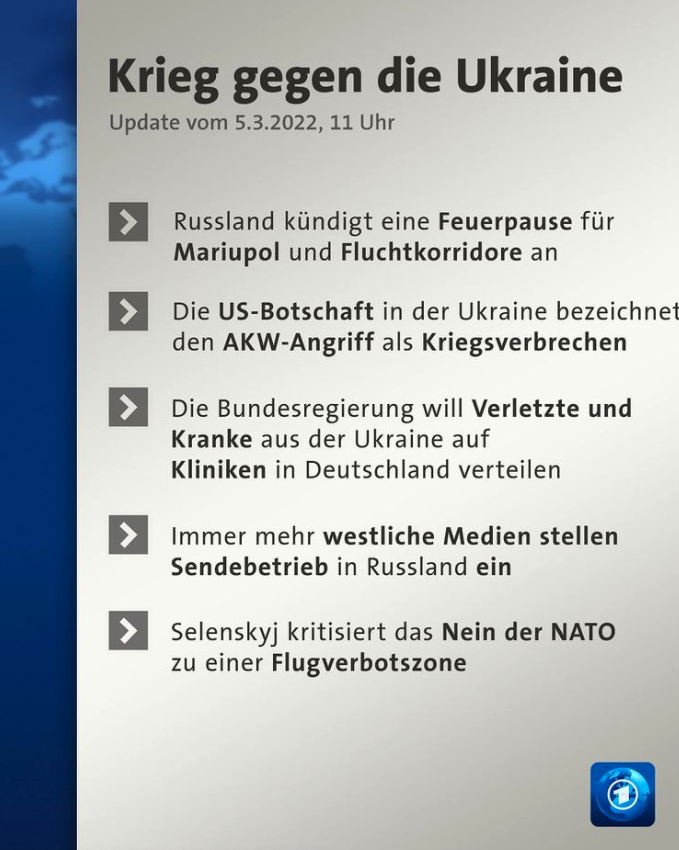 Krieg gegen die Ukraine
Update vom 5.3.2022, 11 Uhr
Russland kündigt eine Feuerpause für
Mariupol und Fluchtkorridore an
Die US-Botschaft in der Ukraine bezeichnet
den AKW-Angriff als Kriegsverbrechen
Die Bundesregierung will Verletzte und
Kranke aus der Ukraine auf
Kliniken in Deutschland verteilen
Immer mehr westliche Medien stellen
Sendebetrieb in Russland ein
Selenskyj kritisiert das Nein der NATO
zu einer Flugverbotszone
1